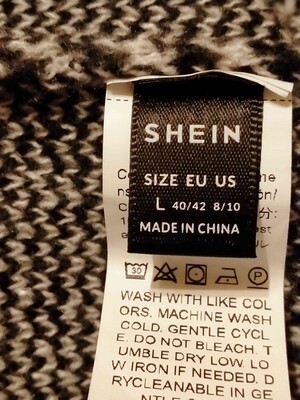 SHEIN
SIZE EU US
L 40/42 8/10
MADE IN CHINA
30
P
WASH WITH LIKE COL
ORS. MACHINE WASH
COLD. GENTLE CYCL
E. DO NOT BLEACH. T
UMBLE DRY LOW. LO
W IRON IF NEEDED. D
RYCLEANABLE IN GE